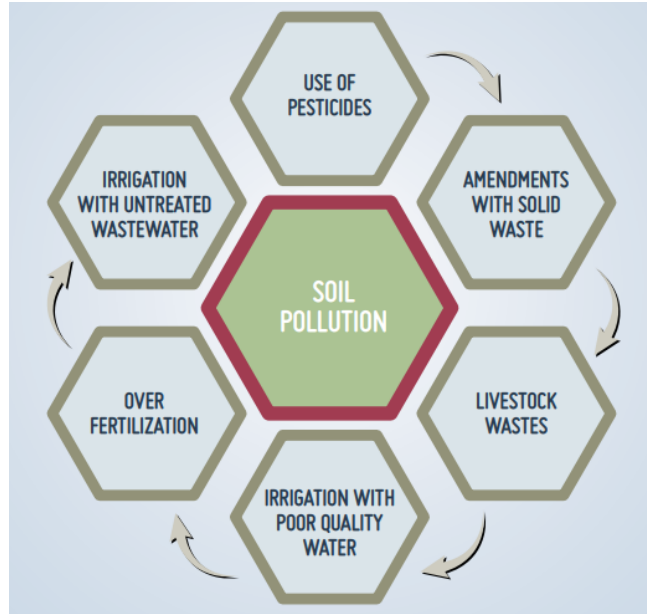 USE OF
PESTICIDES
AMENDMENTS
WITH SOLID
WASTE
LIVESTOCK
WASTES
IRRIGATION WITH
POOR QUALITY
WATER
OVER
FERTILIZATION
IRRIGATION
WITH UNTREATED
WASTEWATER
SOIL
POLLUTION